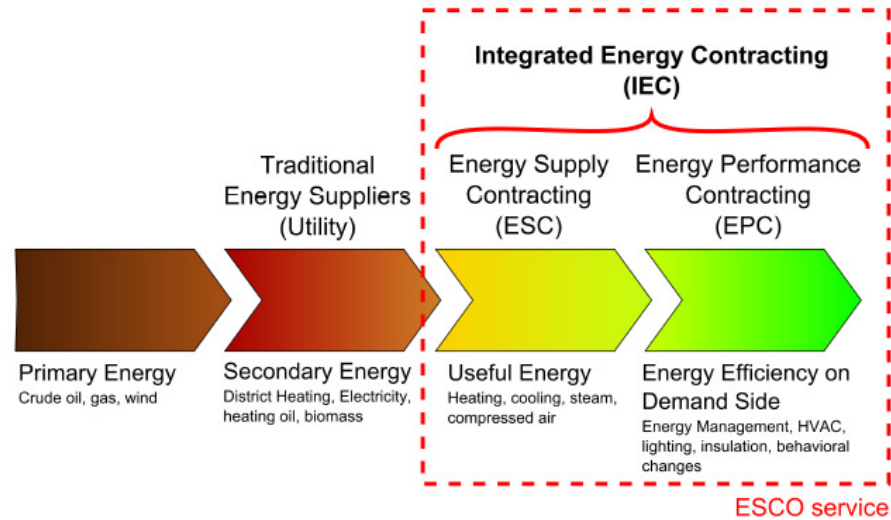 Integrated Energy Contracting
(IEC)
Traditional
Energy Suppliers
(Utility)
Energy Supply
Contracting
(ESC)
Energy Performance
Contracting
(EPC)
Primary Energy
Crude oil, gas, wind
Secondary Energy
District Heating, Electricity,
heating oil, biomass
Useful Energy
Heating, cooling, steam,
compressed air
Energy Efficiency on
Demand Side
Energy Management, HVAC,
lighting, insulation, behavioral
changes
ESCO service